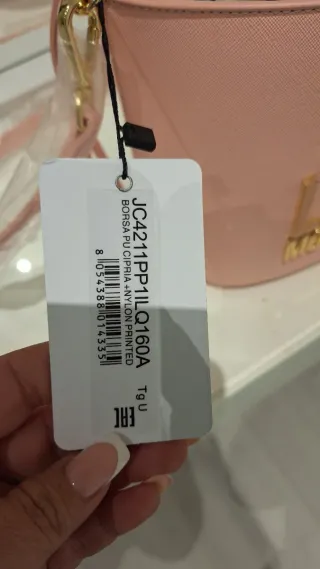 JC4211PP1ILQ160A
BORSA PU CIPRIA+NYLON PRINTED
8 054388 014335
Tg U
EAC